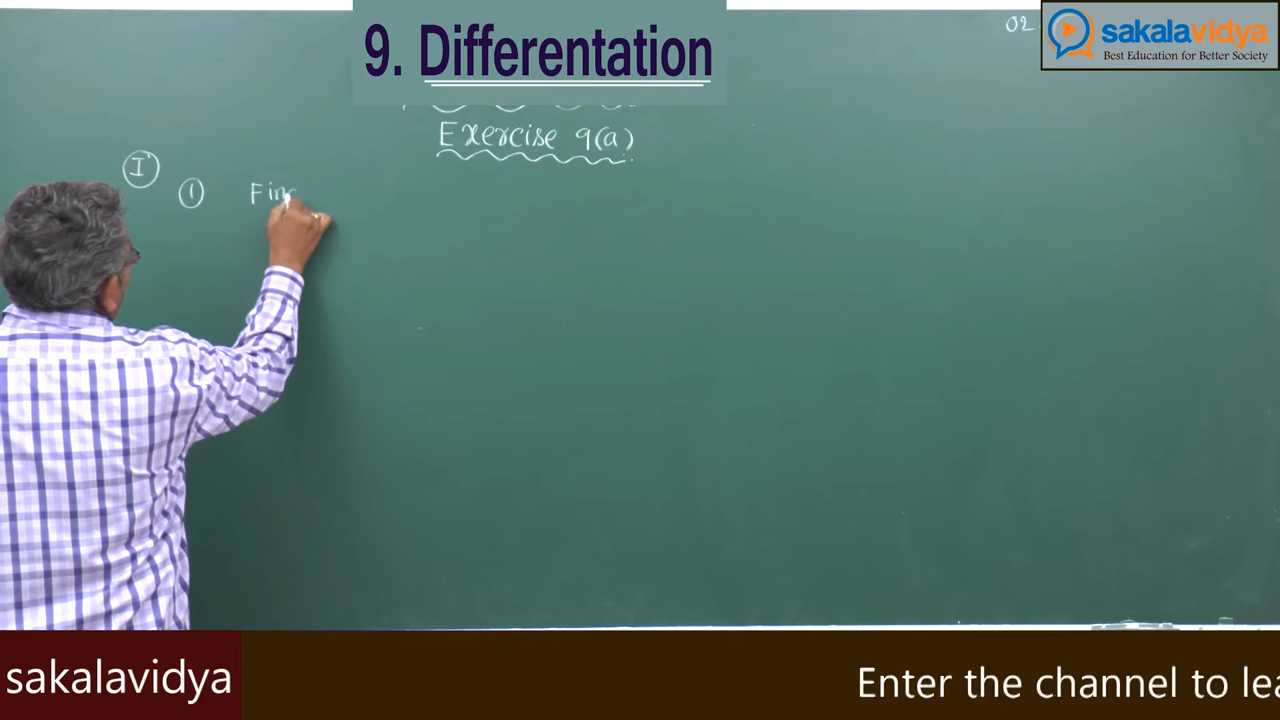 9. Differentation
02
sakalavidya
Best Education for Better Society
Exercise 9(a)
I
1 Fin
sakalavidya
Enter the channel to lea